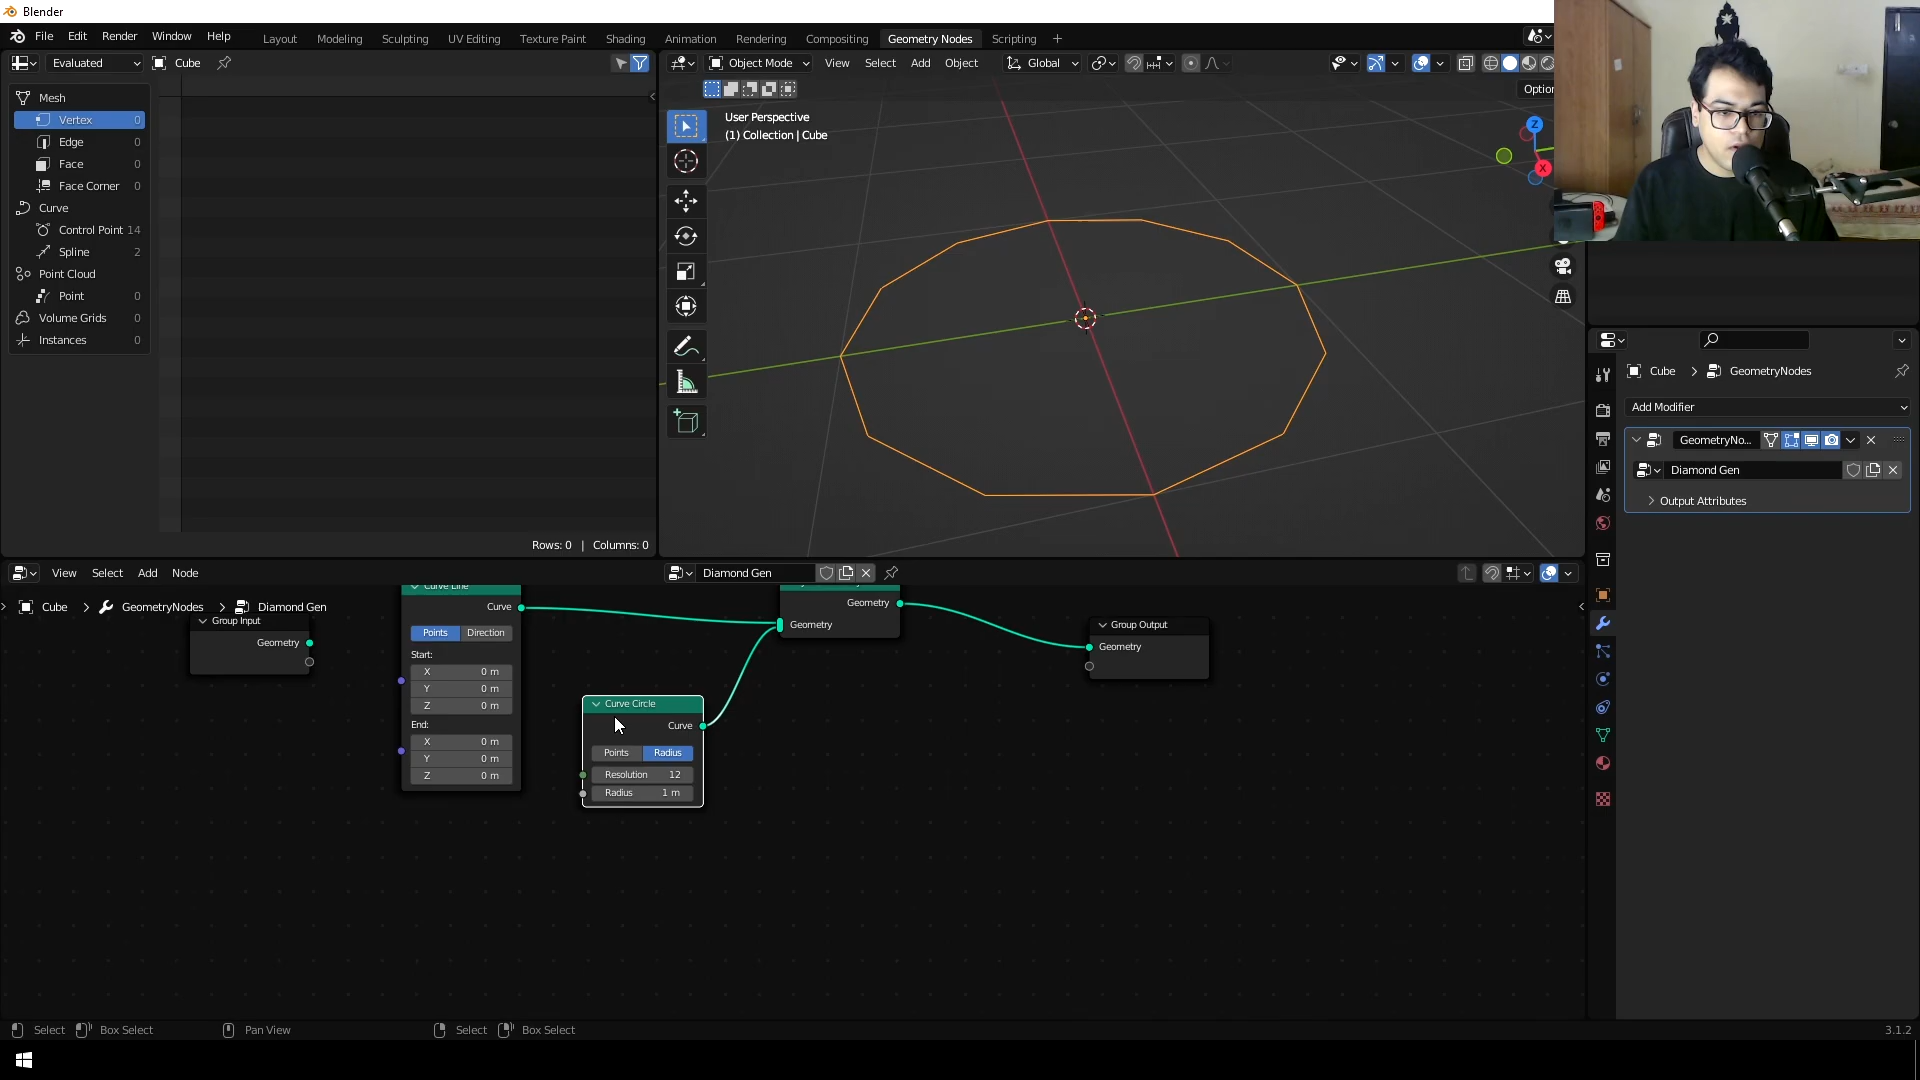 Blender
File Edit Render Window Help
Layout Modeling Sculpting UV Editing Texture Paint Shading Animation Rendering Compositing Geometry Nodes Scripting +
Evaluated Cube
Object Mode View Select Add Object Global
Mesh
Vertex 0
Edge 0
Face 0
Face Corner 0
Curve
Control Point 14
Spline 2
Point Cloud
Point 0
Volume Grids 0
Instances 0
Rows: 0 | Columns: 0
Optior
User Perspective
(1) Collection | Cube
Z
X
Cube > GeometryNodes
Add Modifier
GeometryNo...
Diamond Gen
Output Attributes
View Select Add Node
Diamond Gen
Cube > GeometryNodes > Diamond Gen
Group Input
Geometry
Curve Line
Curve
Points Direction
Start:
X 0 m
Y 0 m
Z 0 m
End:
X 0 m
Y 0 m
Z 0 m
Curve Circle
Curve
Points Radius
Resolution 12
Radius 1 m
Geometry
Geometry
Group Output
Geometry
Select Box Select Pan View Select Box Select
3.1.2